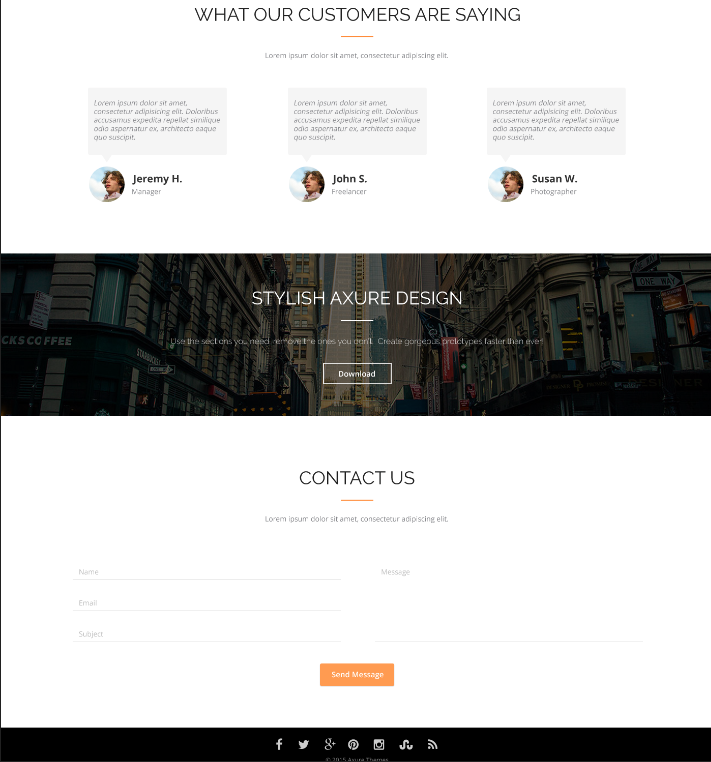 WHAT OUR CUSTOMERS ARE SAYING
Lorem ipsum dolor sit amet, consectetur adipiscing elit.
Lorem ipsum dolor sit amet,
consectetur adipisicing elit. Doloribus
accusamus expedita repellat similique
odio aspernatur ex, architecto eaque
quo suscipit.
Jeremy H.
Manager
Lorem ipsum dolor sit amet,
consectetur adipisicing elit. Doloribus
accusamus expedita repellat similique
odio aspernatur ex, architecto eaque
quo suscipit.
John S.
Freelancer
Lorem ipsum dolor sit amet,
consectetur adipisicing elit. Doloribus
accusamus expedita repellat similique
odio aspernatur ex, architecto eaque
quo suscipit.
Susan W.
Photographer
STYLISH AXURE DESIGN
Use the sections you need, remove the ones you don't. Create gorgeous prototypes faster than ever!
Download
CKS COFFEE
STARBUCKS
ONE WAY
CONTACT US
Lorem ipsum dolor sit amet, consectetur adipiscing elit.
Name
Email
Subject
Message
Send Message
© 2015 Axure Themes